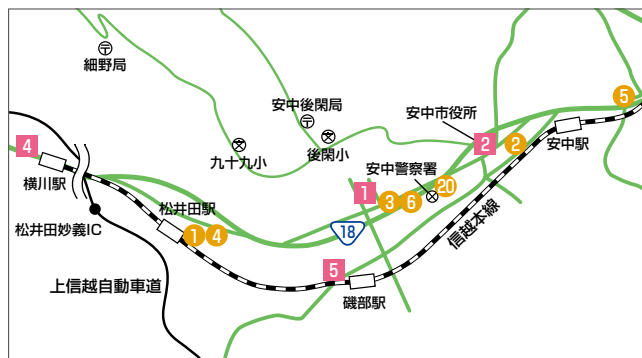 細野局
安中後閑局
安中市役所
5
4
横川駅
九十九小
後閑小
2
2
安中駅
安中警察署
20
1
3
6
松井田駅
松井田妙義IC
1
4
18
信越本線
上信越自動車道
5
磯部駅